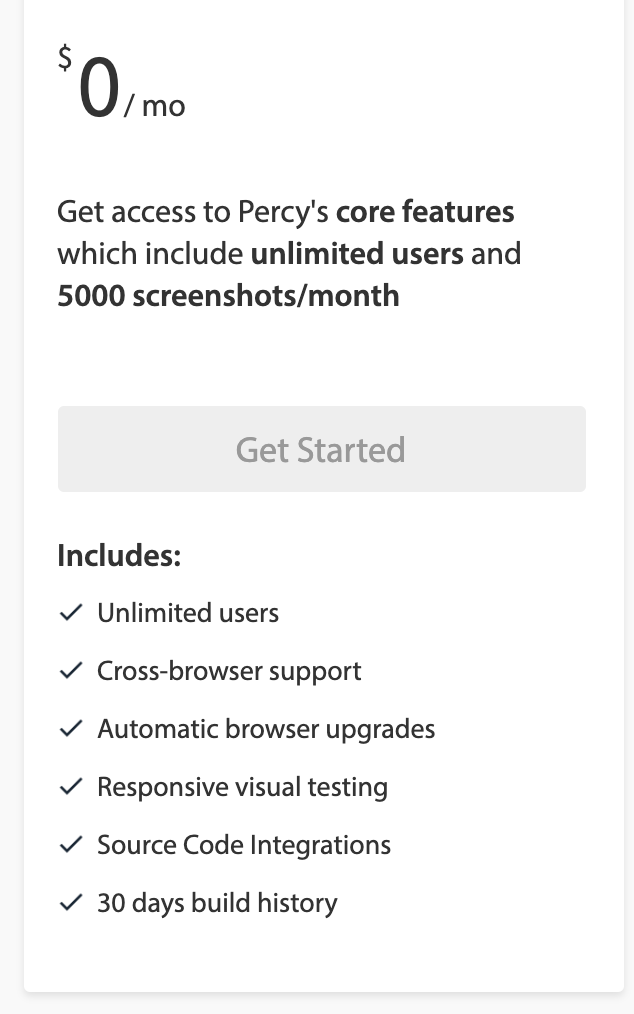 $0/ mo
Get access to Percy's core features
which include unlimited users and
5000 screenshots/month
Get Started
Includes:
Unlimited users
Cross-browser support
Automatic browser upgrades
Responsive visual testing
Source Code Integrations
30 days build history